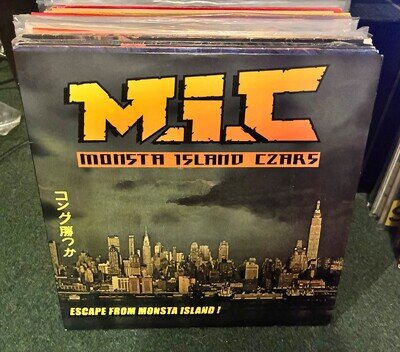 M.i.C
MONSTA ISLAND CZARS
コング勝つか
ESCAPE FROM MONSTA ISLAND !